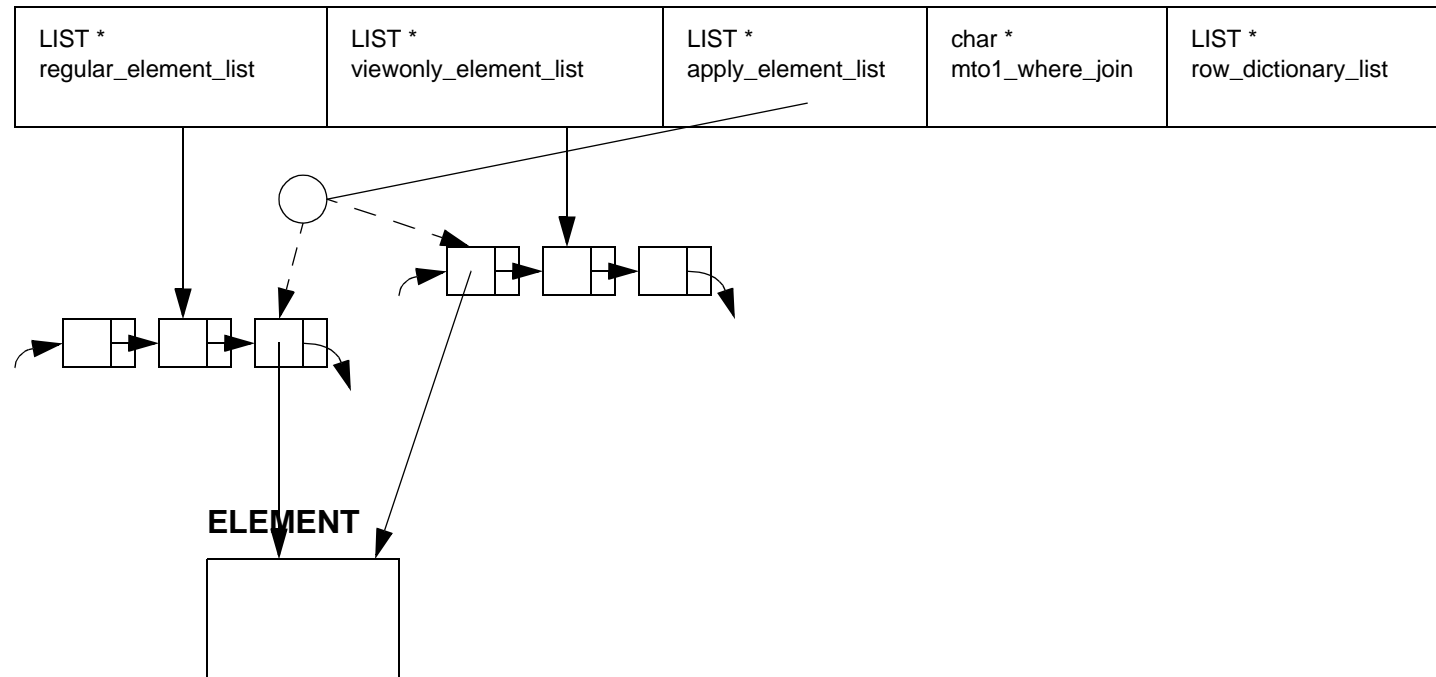 LIST *
regular_element_list
LIST *
viewonly_element_list
LIST *
apply_element_list
char *
mto1_where_join
LIST *
row_dictionary_list
ELEMENT